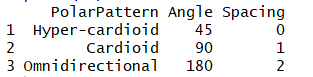 PolarPattern Angle Spacing
1 Hyper-cardioid 45 0
2 Cardioid 90 1
3 Omnidirectional 180 2